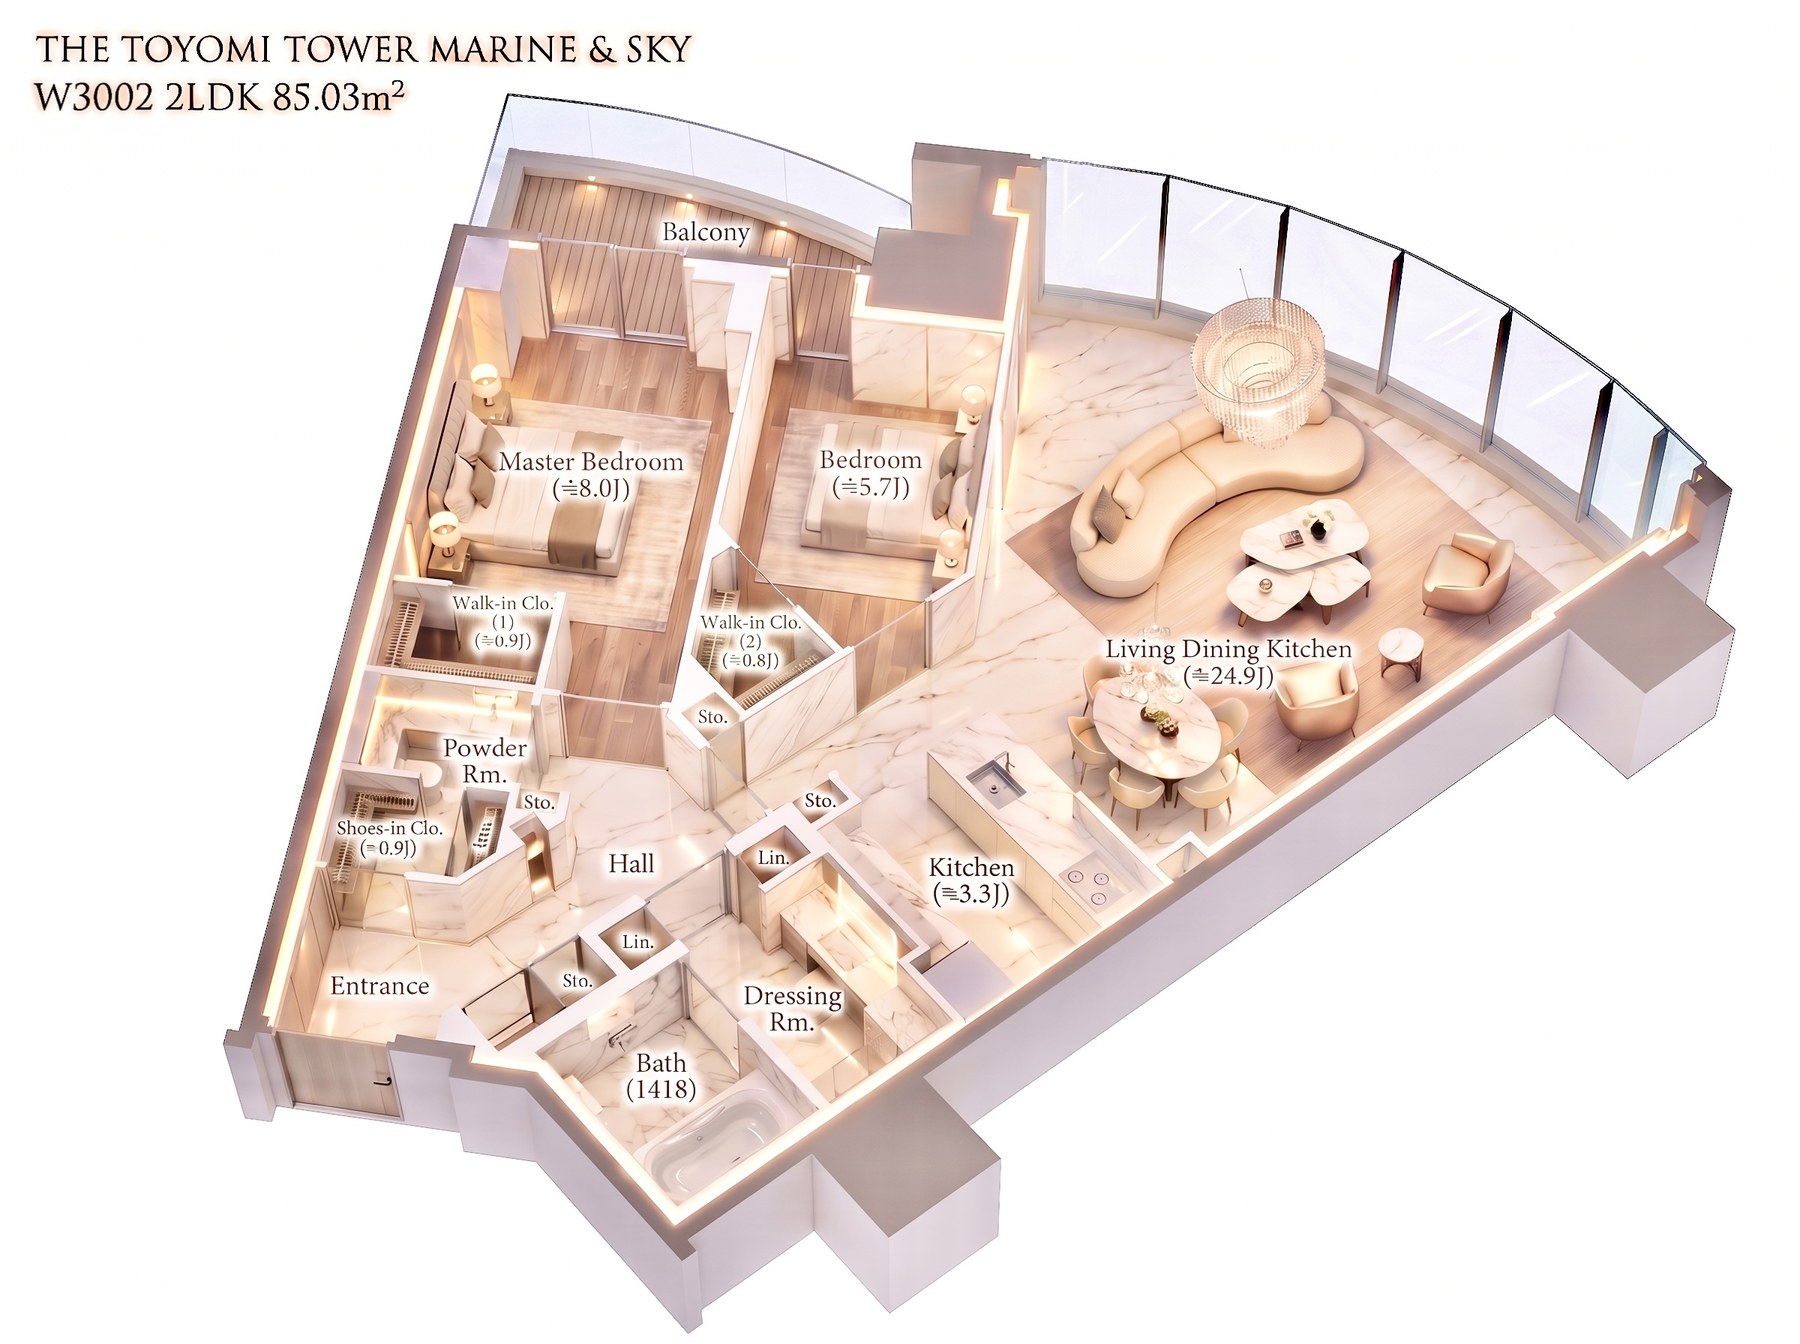 THE TOYOMI TOWER MARINE & SKY
W3002 2LDK 85.03m²
Balcony
Master Bedroom
(≒8.0J)
Bedroom
(≒5.7J)
Walk-in Clo.
(1)
(≒0.9J)
Walk-in Clo.
(2)
(≒0.8J)
Living Dining Kitchen
(≒24.9J)
Sto.
Powder
Rm.
Sto.
Sto.
Shoes-in Clo.
(≒0.9J)
Hall
Lin.
Kitchen
(≒3.3J)
Lin.
Sto.
Entrance
Dressing
Rm.
Bath
(1418)